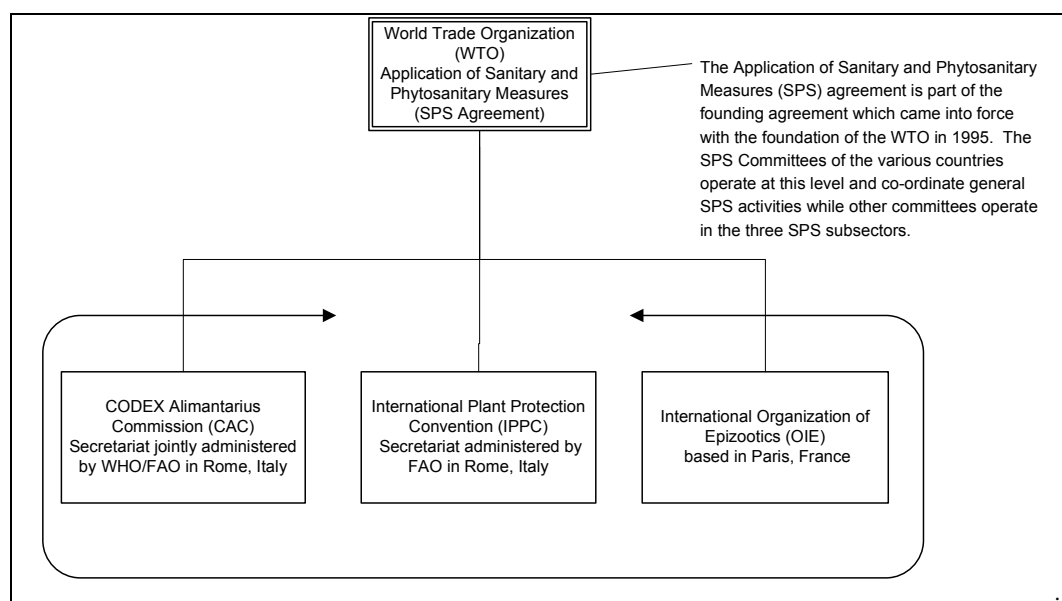 World Trade Organization
(WTO)
Application of Sanitary and
Phytosanitary Measures
(SPS Agreement)
The Application of Sanitary and Phytosanitary
Measures (SPS) agreement is part of the
founding agreement which came into force
with the foundation of the WTO in 1995. The
SPS Committees of the various countries
operate at this level and co-ordinate general
SPS activities while other committees operate
in the three SPS subsectors.
CODEX Alimantarius
Commission (CAC)
Secretariat jointly administered
by WHO/FAO in Rome, Italy
International Plant Protection
Convention (IPPC)
Secretariat administered by
FAO in Rome, Italy
International Organization of
Epizootics (OIE)
based in Paris, France
.